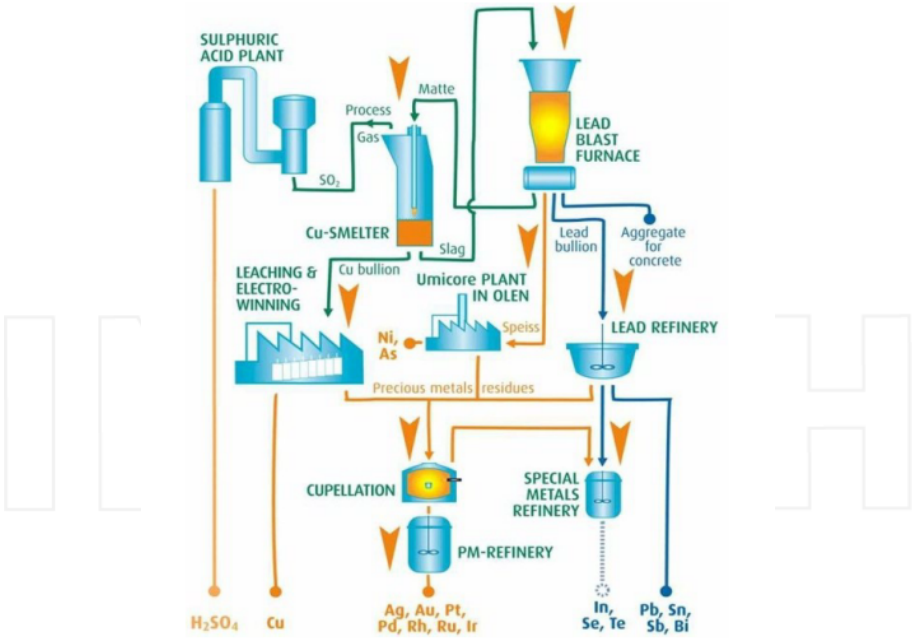 SULPHURIC
ACID PLANT
Matte
Process
Gas
LEAD
BLAST
FURNACE
SO₂
Cu-SMELTER
Slag
Lead
bullion
Aggregate
for
concrete
Cu bullion
LEACHING &
ELECTRO-
WINNING
Umicore PLANT
IN OLEN
Ni,
As
Speiss
LEAD REFINERY
Precious metals residues
CUPELLATION
SPECIAL
METALS
REFINERY
PM-REFINERY
H₂SO₄
Cu
Ag, Au, Pt,
Pd, Rh, Ru, Ir
In,
Se, Te
Pb, Sn,
Sb, Bi